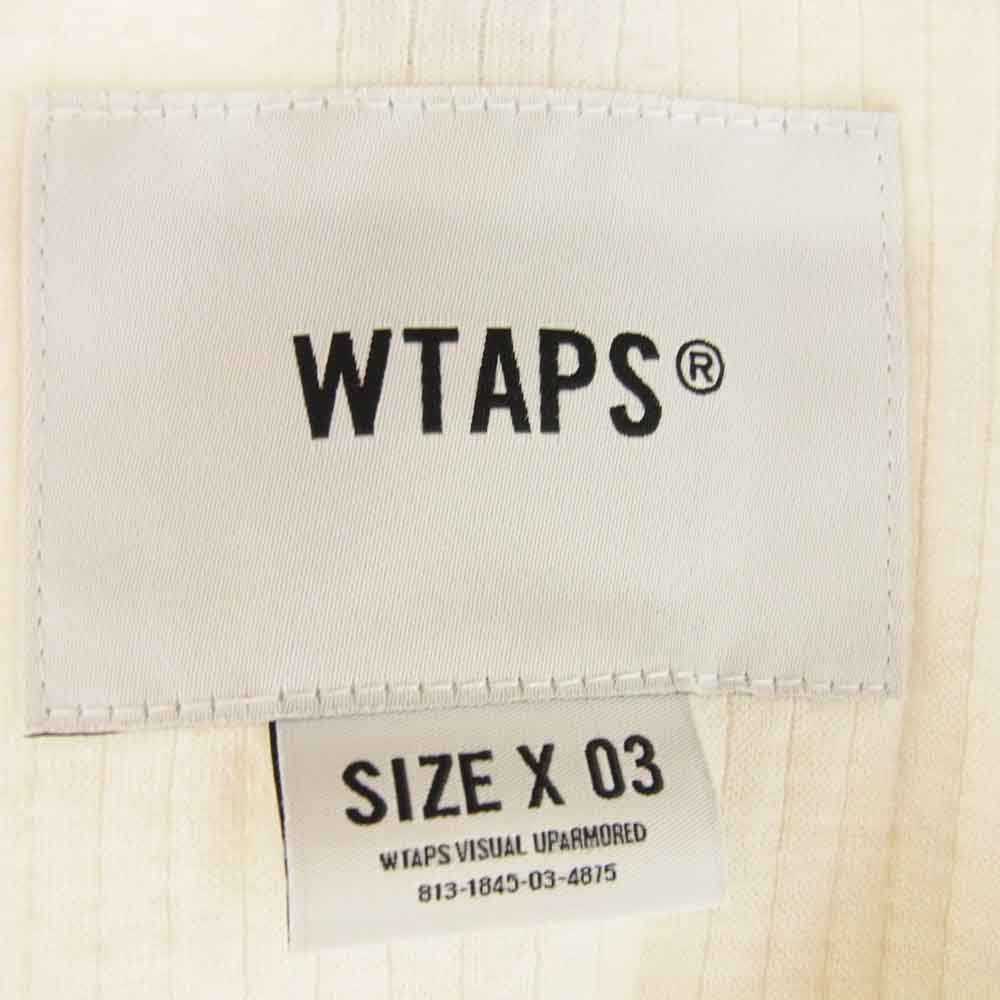 WTAPS®
SIZE X 03
WTAPS VISUAL UPARMORED
813-1845-03-4875